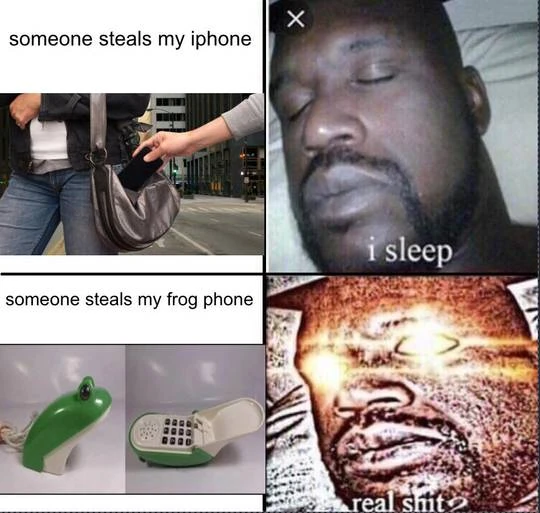 someone steals my iphone
i sleep
someone steals my frog phone
real shit?